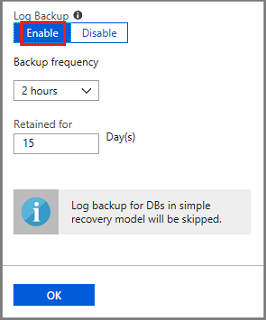 Log Backup
Enable Disable
Backup frequency
2 hours
Retained for
15 Day(s)
Log backup for DBs in simple
recovery model will be skipped.
OK